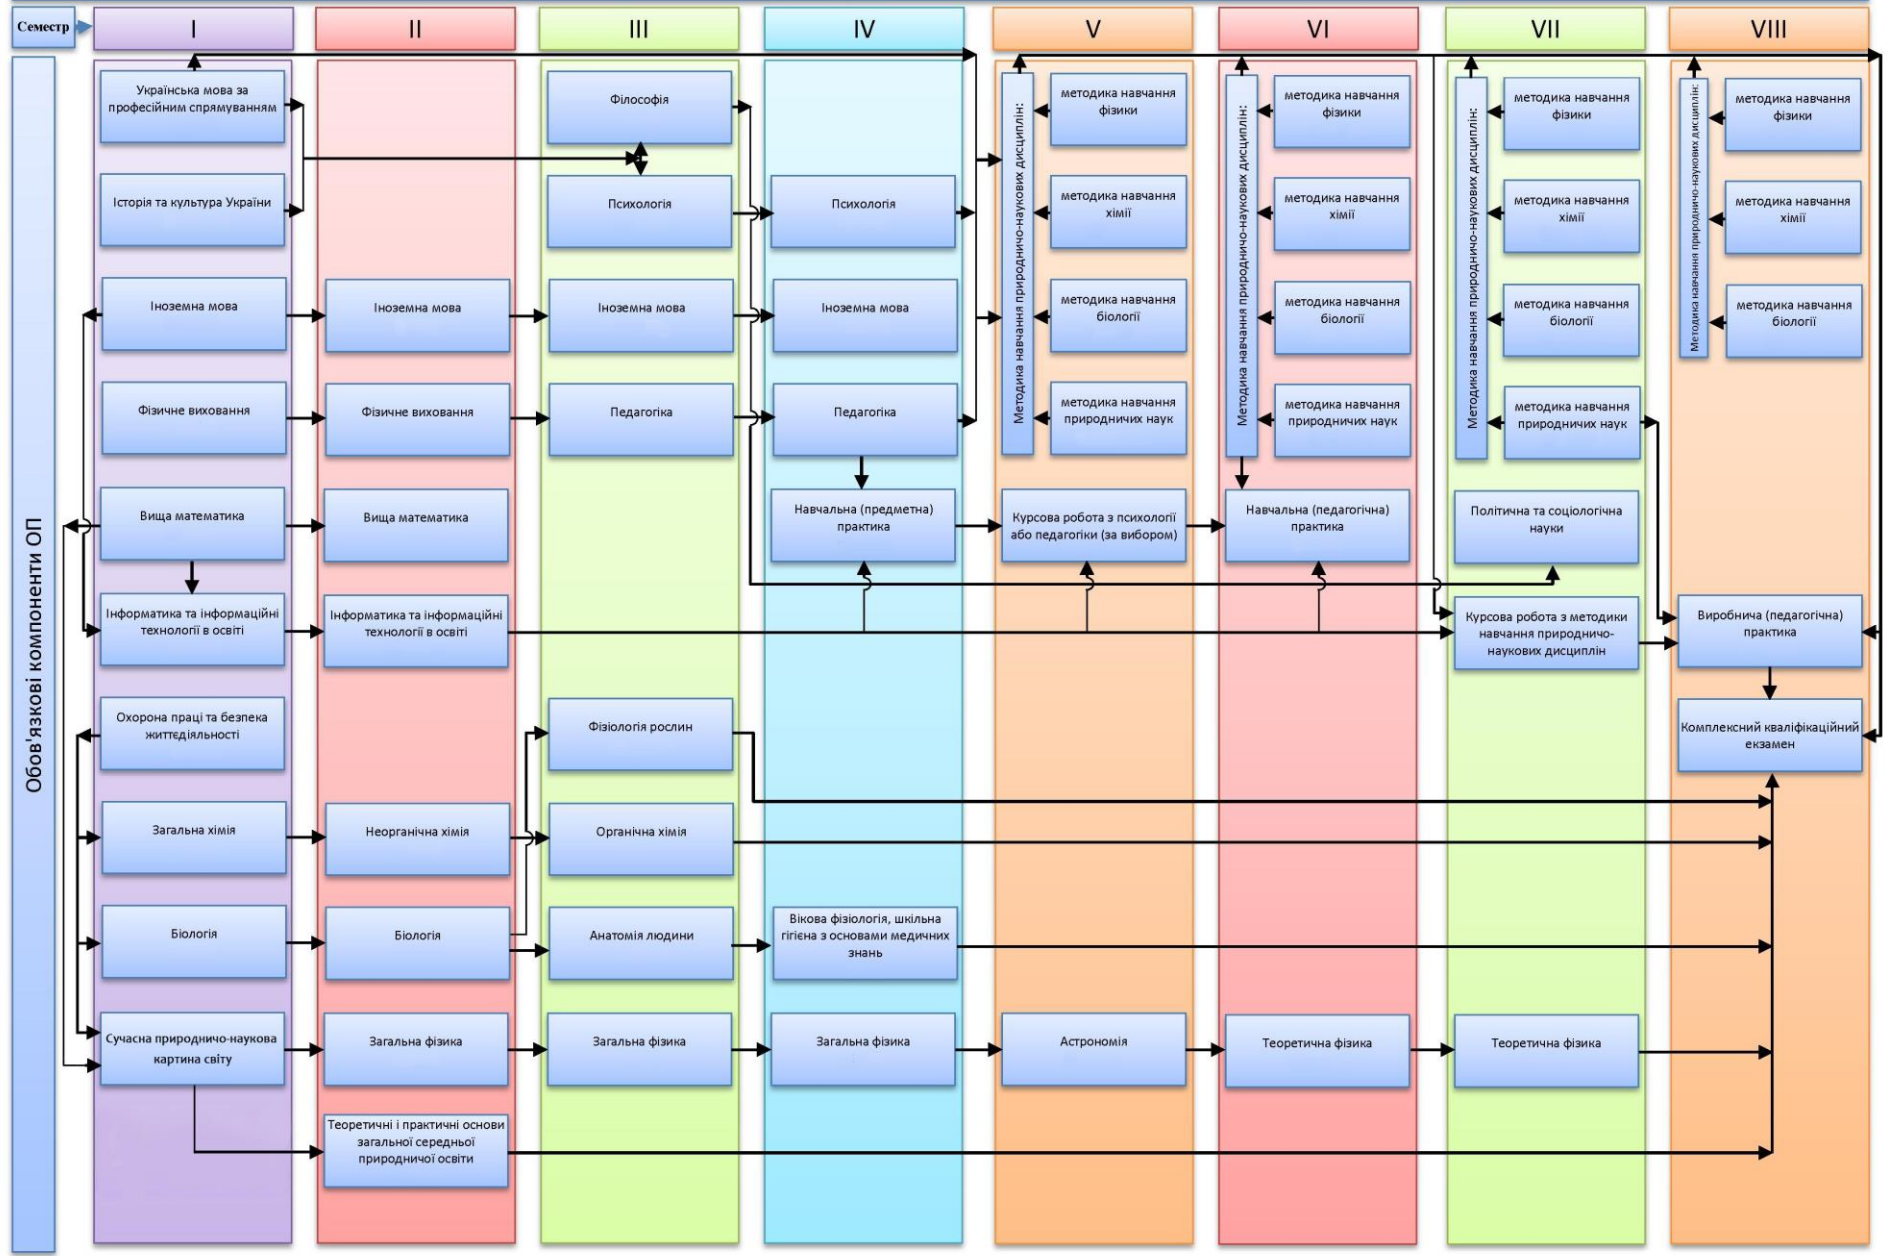 Семестр
I
II
III
IV
V
VI
VII
VIII
Обов'язкові компоненти ОП
Українська мова за
професійним спрямуванням
Історія та культура України
Іноземна мова
Фізичне виховання
Вища математика
Інформатика та інформаційні
технології в освіті
Охорона праці та безпека
життєдіяльності
Загальна хімія
Біологія
Сучасна природничо-наукова
картина світу
Іноземна мова
Фізичне виховання
Вища математика
Інформатика та інформаційні
технології в освіті
Неорганічна хімія
Біологія
Загальна фізика
Теоретичні і практичні основи
загальної середньої
природничої освіти
Філософія
Психологія
Іноземна мова
Педагогіка
Фізіологія рослин
Органічна хімія
Анатомія людини
Загальна фізика
Психологія
Іноземна мова
Педагогіка
Навчальна (предметна)
практика
Вікова фізіологія, шкільна
гігієна з основами медичних
знань
Загальна фізика
Методика навчання природничо-наукових дисциплін:
методика навчання
фізики
методика навчання
хімії
методика навчання
біології
методика навчання
природничих наук
Курсова робота з психології
або педагогіки (за вибором)
Астрономія
Методика навчання природничо-наукових дисциплін:
методика навчання
фізики
методика навчання
хімії
методика навчання
біології
методика навчання
природничих наук
Навчальна (педагогічна)
практика
Теоретична фізика
Методика навчання природничо-наукових дисциплін:
методика навчання
фізики
методика навчання
хімії
методика навчання
біології
методика навчання
природничих наук
Політична та соціологічна
науки
Курсова робота з методики
навчання природничо-
наукових дисциплін
Теоретична фізика
Методика навчання природничо-наукових дисциплін:
методика навчання
фізики
методика навчання
хімії
методика навчання
біології
Виробнича (педагогічна)
практика
Комплексний кваліфікаційний
екзамен